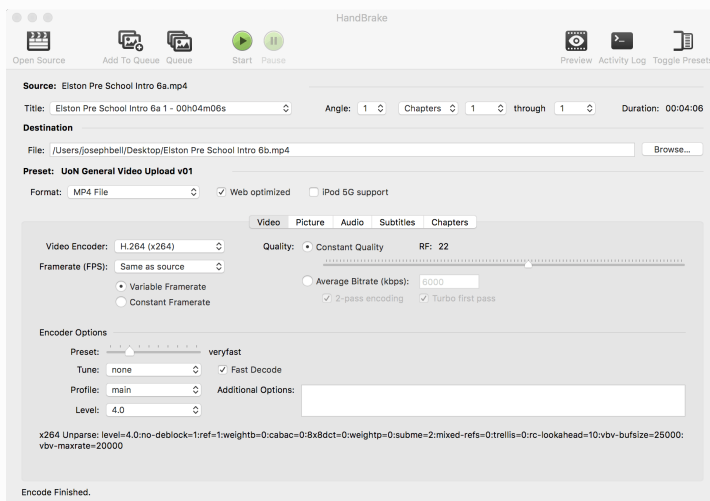 HandBrake
Open Source
Add To Queue
Queue
Start
Pause
Preview
Activity Log
Toggle Presets
Source: Elston Pre School Intro 6a.mp4
Title: Elston Pre School Intro 6a 1 - 00h04m06s Angle: 1 Chapters 1 through 1 Duration: 00:04:06
Destination
File: /Users/josephbell/Desktop/Elston Pre School Intro 6b.mp4 Browse...
Preset: UoN General Video Upload v01
Format: MP4 File Web optimized iPod 5G support
Video Picture Audio Subtitles Chapters
Video Encoder: H.264 (x264) Quality: Constant Quality RF: 22
Framerate (FPS): Same as source
Average Bitrate (kbps): 6000
Variable Framerate
2-pass encoding Turbo first pass
Constant Framerate
Encoder Options
Preset: veryfast
Tune: none Fast Decode
Profile: main Additional Options:
Level: 4.0
x264 Unparse: level=4.0:no-deblock=1:ref=1:weightb=0:cabac=0:8x8dct=0:weightp=0:subme=2:mixed-refs=0:trellis=0:rc-lookahead=10:vbv-bufsize=25000:
vbv-maxrate=20000
Encode Finished.